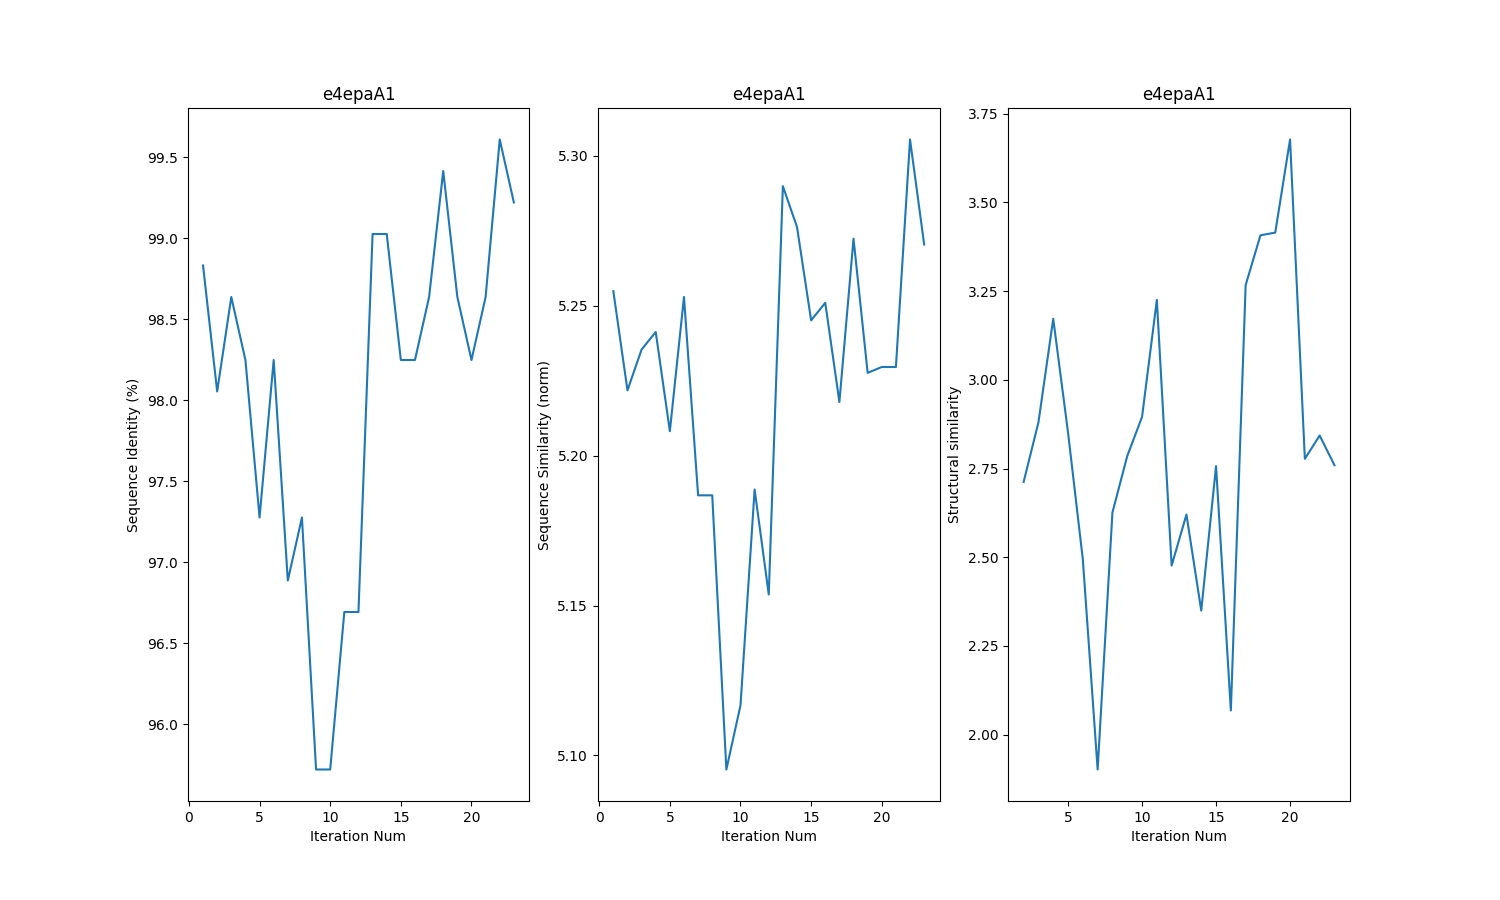 e4epaA1
Sequence Identity (%)
99.5
99.0
98.5
98.0
97.5
97.0
96.5
96.0
0 5 10 15 20
Iteration Num
e4epaA1
Sequence Similarity (norm)
5.30
5.25
5.20
5.15
5.10
0 5 10 15 20
Iteration Num
e4epaA1
Structural similarity
3.75
3.50
3.25
3.00
2.75
2.50
2.25
2.00
5 10 15 20
Iteration Num